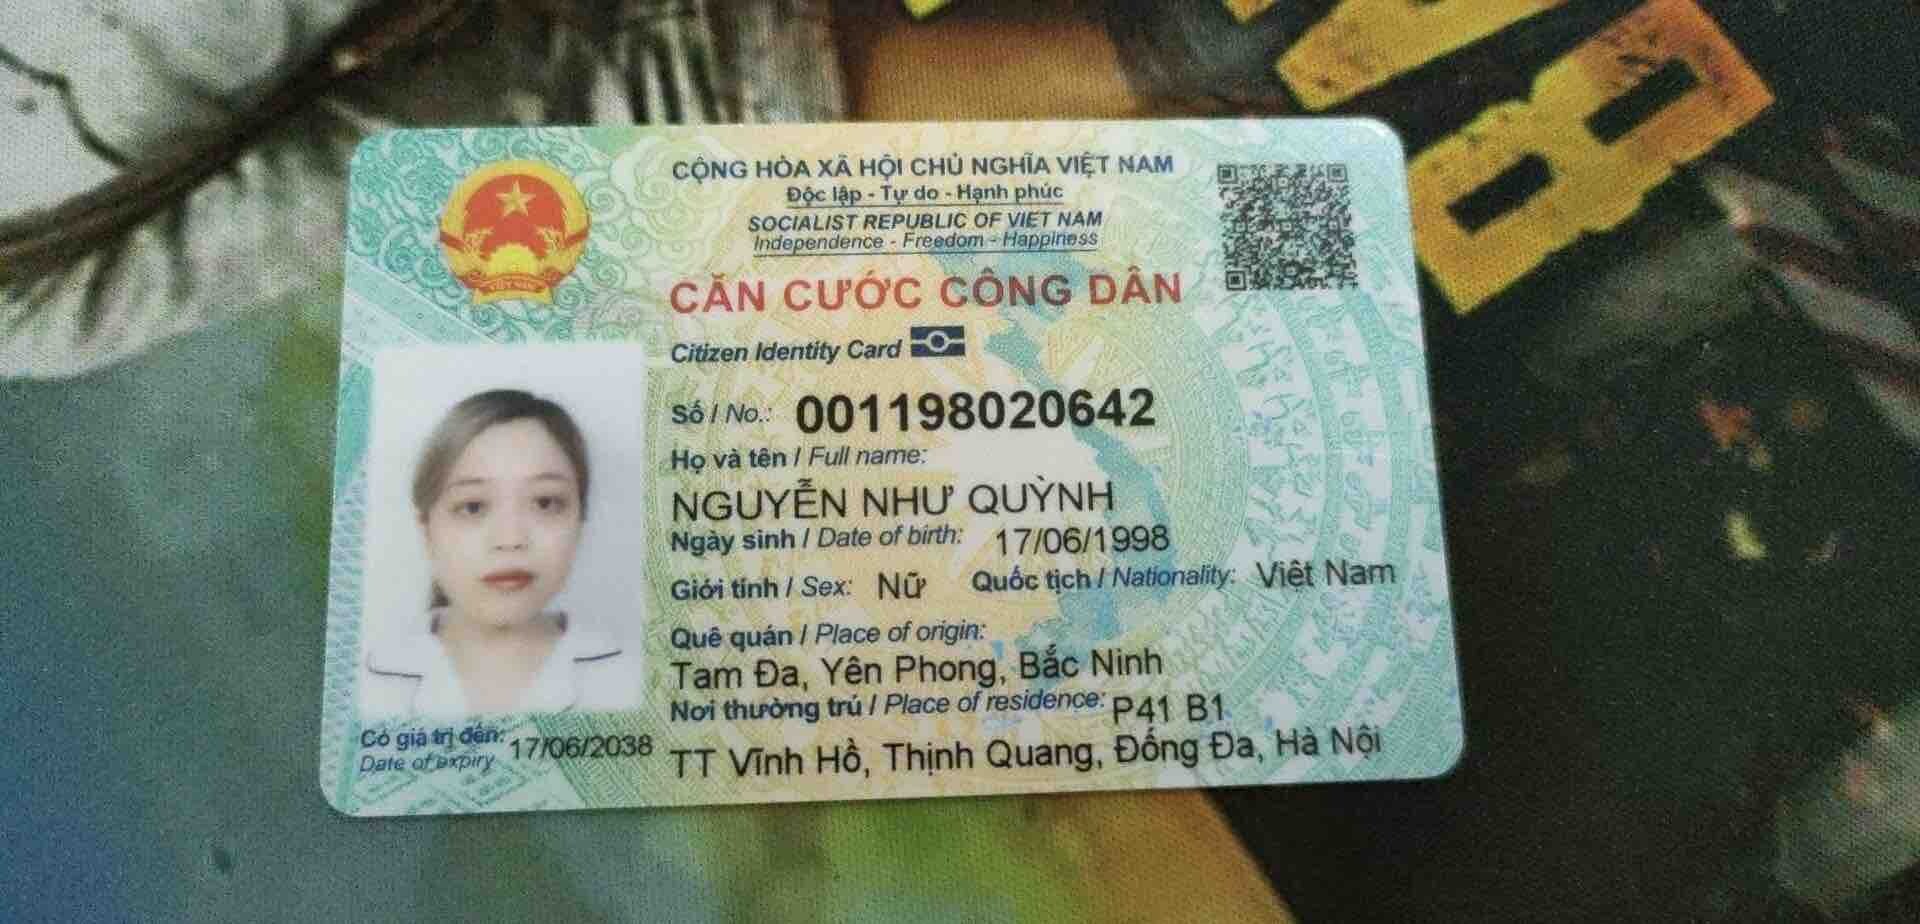 CỘNG HÒA XÃ HỘI CHỦ NGHĨA VIỆT NAM
Độc lập - Tự do - Hạnh phúc
SOCIALIST REPUBLIC OF VIET NAM
Independence - Freedom - Happiness
CĂN CƯỚC CÔNG DÂN
Citizen Identity Card
Số / No.: 001198020642
Họ và tên / Full name:
NGUYỄN NHƯ QUỲNH
Ngày sinh / Date of birth: 17/06/1998
Giới tính / Sex: Nữ Quốc tịch / Nationality: Việt Nam
Quê quán / Place of origin:
Tam Đa, Yên Phong, Bắc Ninh
Nơi thường trú / Place of residence: P41 B1
TT Vĩnh Hồ, Thịnh Quang, Đống Đa, Hà Nội
Có giá trị đến: 17/06/2038
Date of expiry